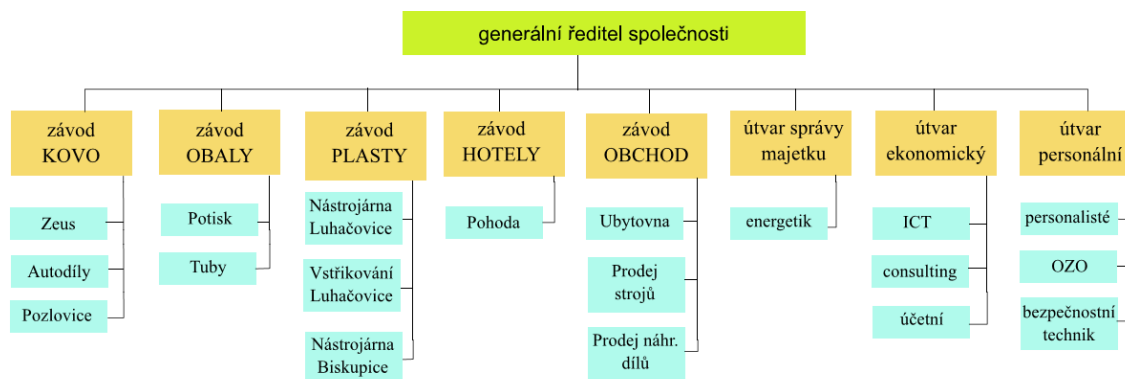 generální ředitel společnosti
závod
KOVO
závod
OBALY
závod
PLASTY
závod
HOTELY
závod
OBCHOD
útvar správy
majetku
útvar
ekonomický
útvar
personální
Zeus
Autodíly
Pozlovice
Potisk
Tuby
Nástrojárna
Luhačovice
Vstřikování
Luhačovice
Nástrojárna
Biskupice
Pohoda
Ubytovna
Prodej
strojů
Prodej náhr.
dílů
energetik
ICT
consulting
účetní
personalisté
OZO
bezpečnostní
technik